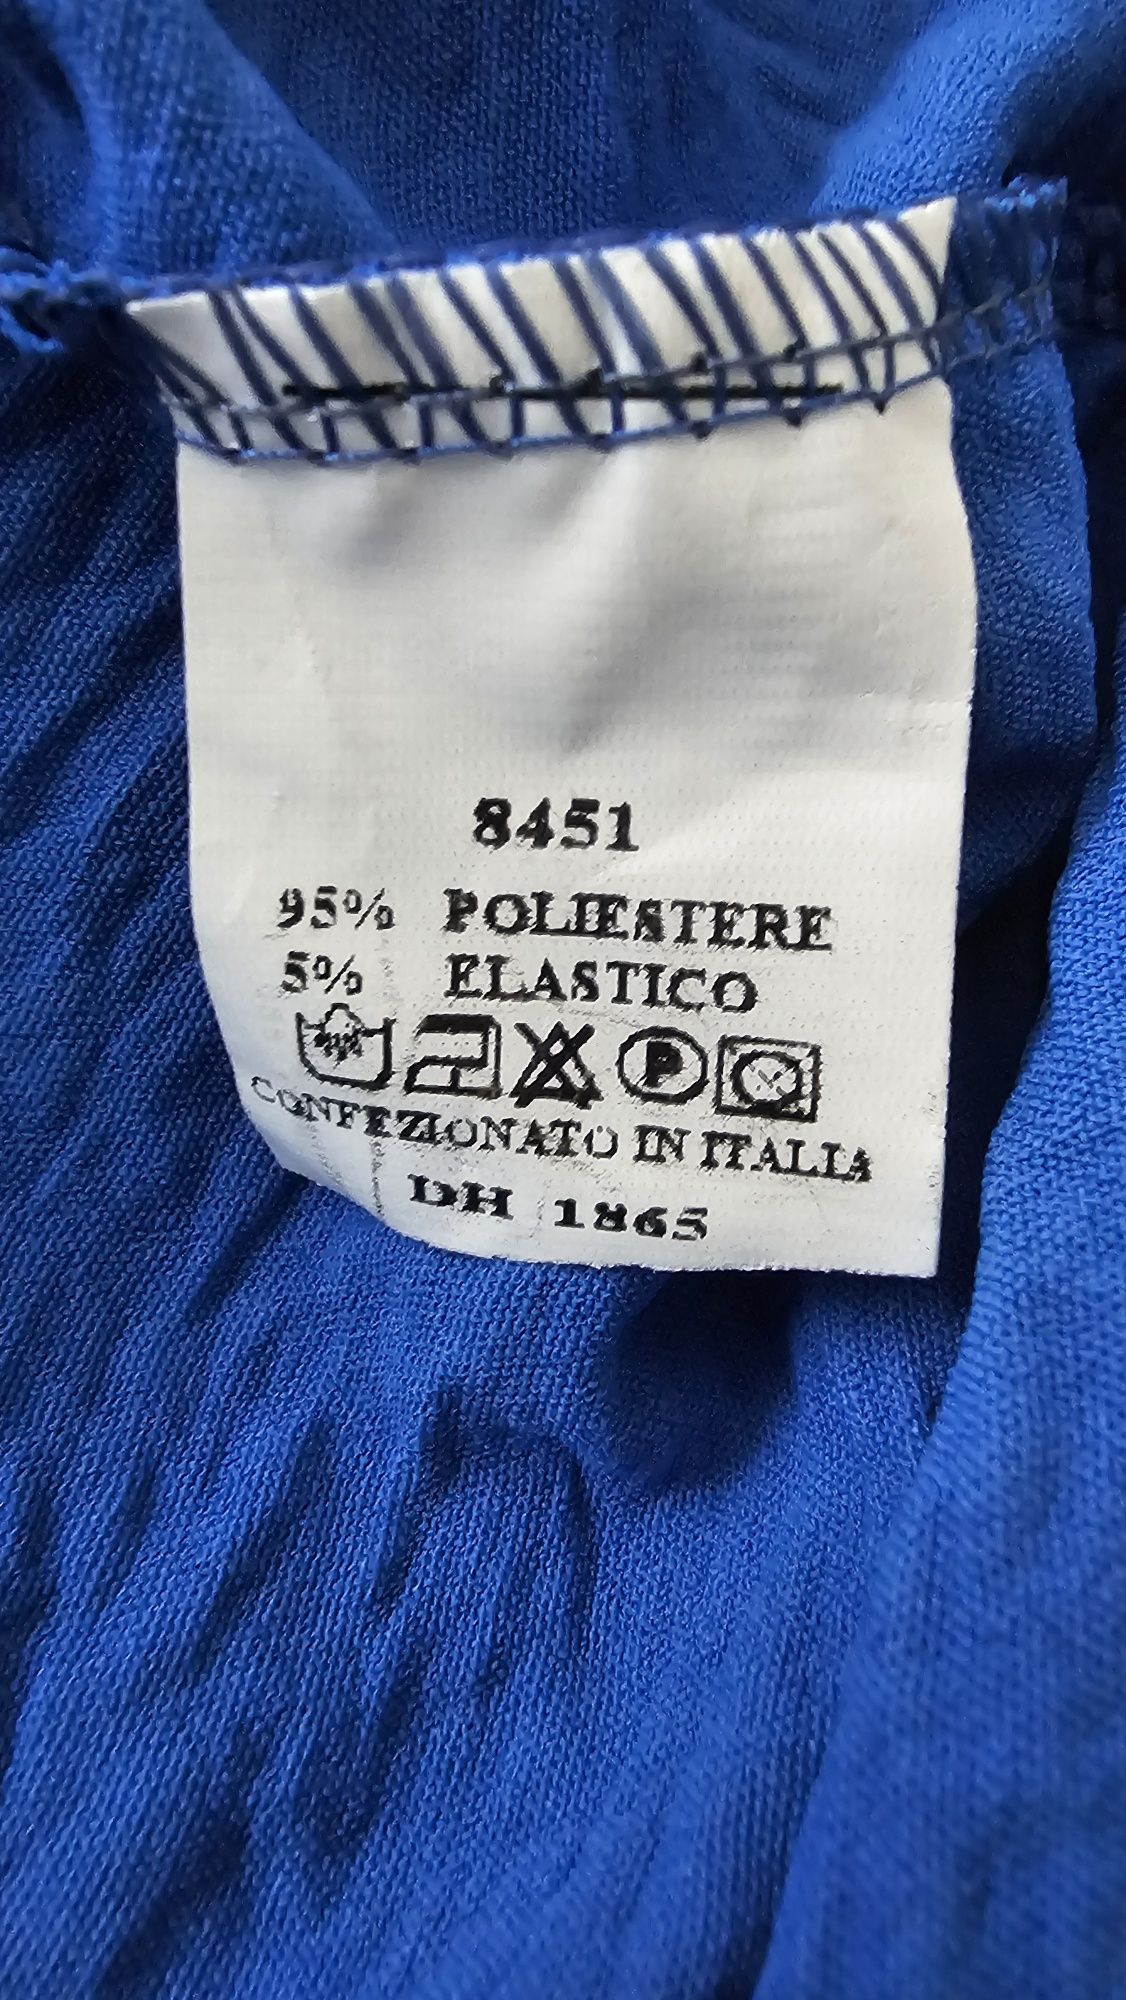 8451
95% POLIESTERE
5% ELASTICO
P
CONFEZIONATO IN ITALIA
DH 1865